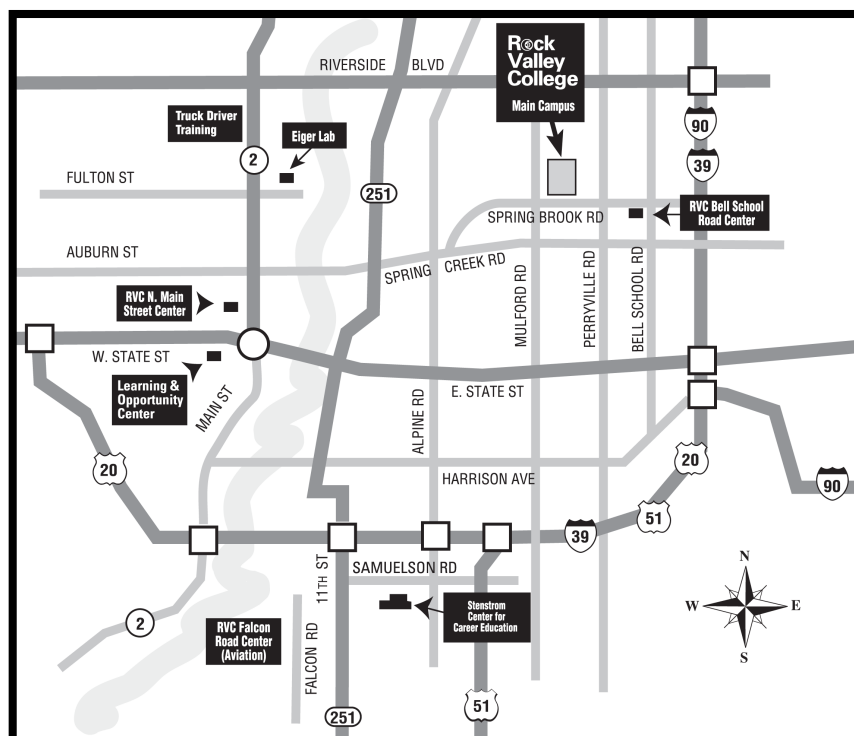 Rock
Valley
College
Main Campus
RIVERSIDE BLVD
90
39
Truck Driver
Training
Eiger Lab
2
251
FULTON ST
SPRING BROOK RD
RVC Bell School
Road Center
AUBURN ST
SPRING CREEK RD
MULFORD RD
PERRYVILLE RD
BELL SCHOOL RD
RVC N. Main
Street Center
W. STATE ST
E. STATE ST
Learning &
Opportunity
Center
MAIN ST
ALPINE RD
20
HARRISON AVE
20
51
90
39
11TH ST
SAMUELSON RD
Stenstrom
Center for
Career Education
2
RVC Falcon
Road Center
(Aviation)
FALCON RD
251
51
N
W E
S